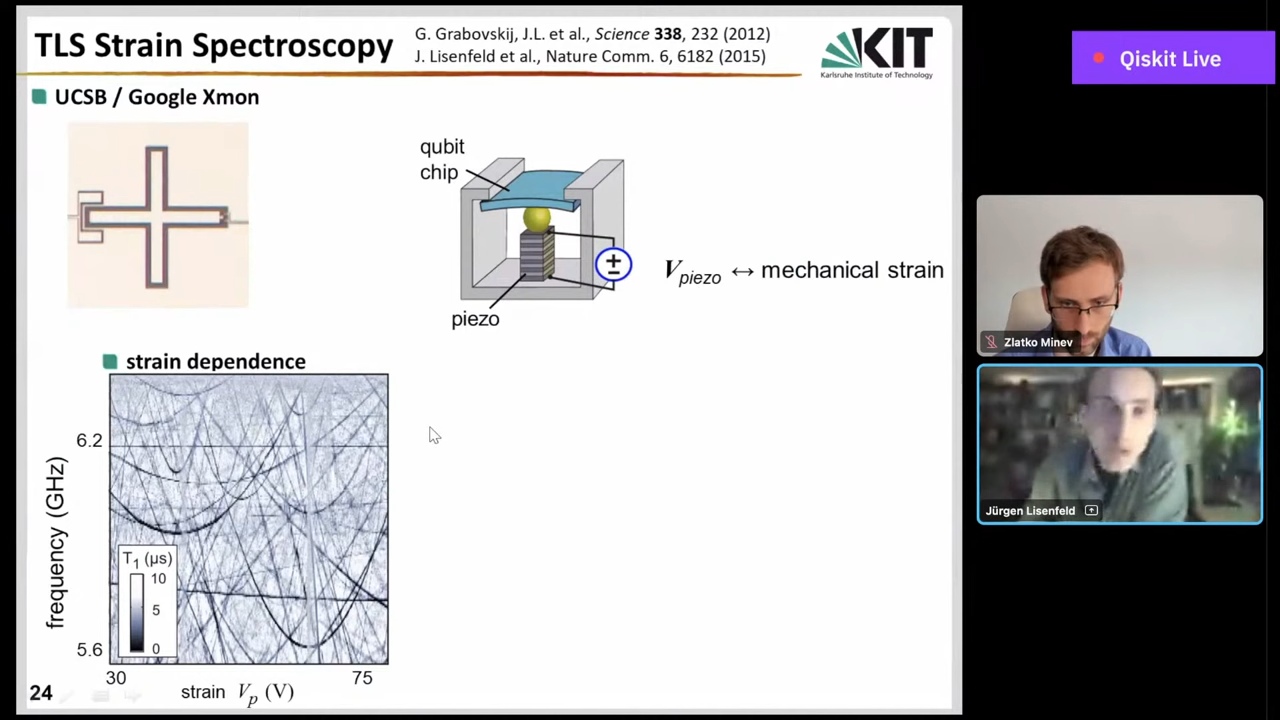 TLS Strain Spectroscopy
G. Grabovskij, J.L. et al., Science 338, 232 (2012)
J. Lisenfeld et al., Nature Comm. 6, 6182 (2015)
KIT
Karlsruhe Institute of Technology
Qiskit Live
UCSB / Google Xmon
qubit
chip
+
−
V piezo ↔ mechanical strain
piezo
Zlatko Minev
strain dependence
6.2
frequency (GHz)
T1 (μs)
10
5
0
5.6
30
75
strain Vp (V)
24
Jürgen Lisenfeld